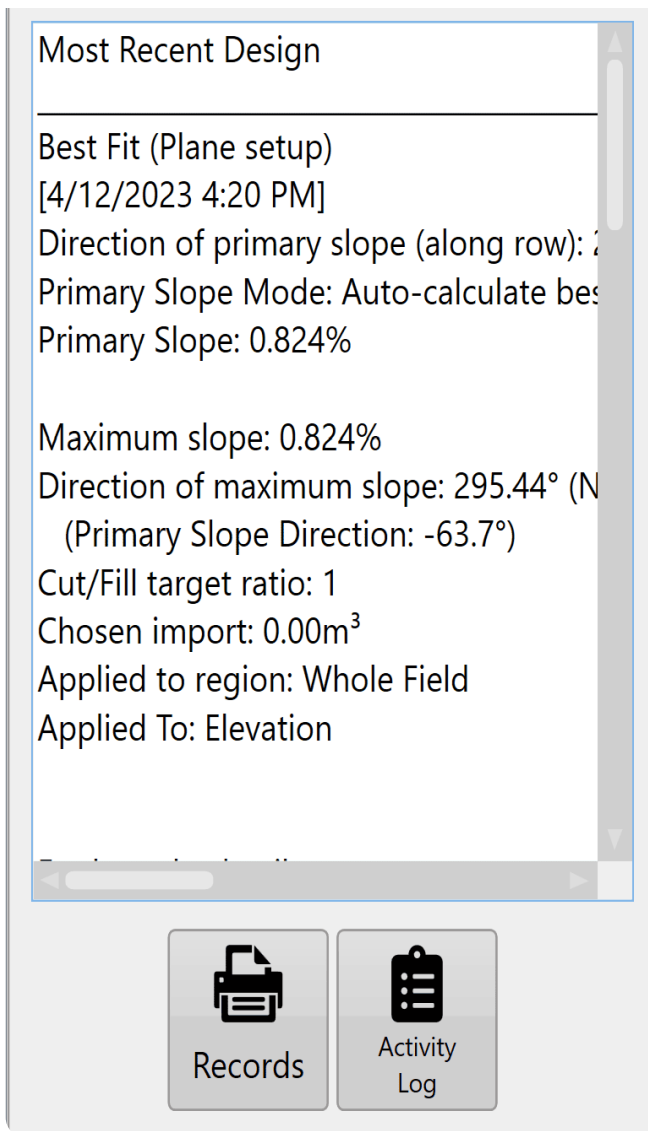 Most Recent Design
Best Fit (Plane setup)
[4/12/2023 4:20 PM]
Direction of primary slope (along row):
Primary Slope Mode: Auto-calculate
Primary Slope: 0.824%
Maximum slope: 0.824%
Direction of maximum slope: 295.44° (N
(Primary Slope Direction: -63.7°)
Cut/Fill target ratio: 1
Chosen import: 0.00m³
Applied to region: Whole Field
Applied To: Elevation
Records
Activity
Log